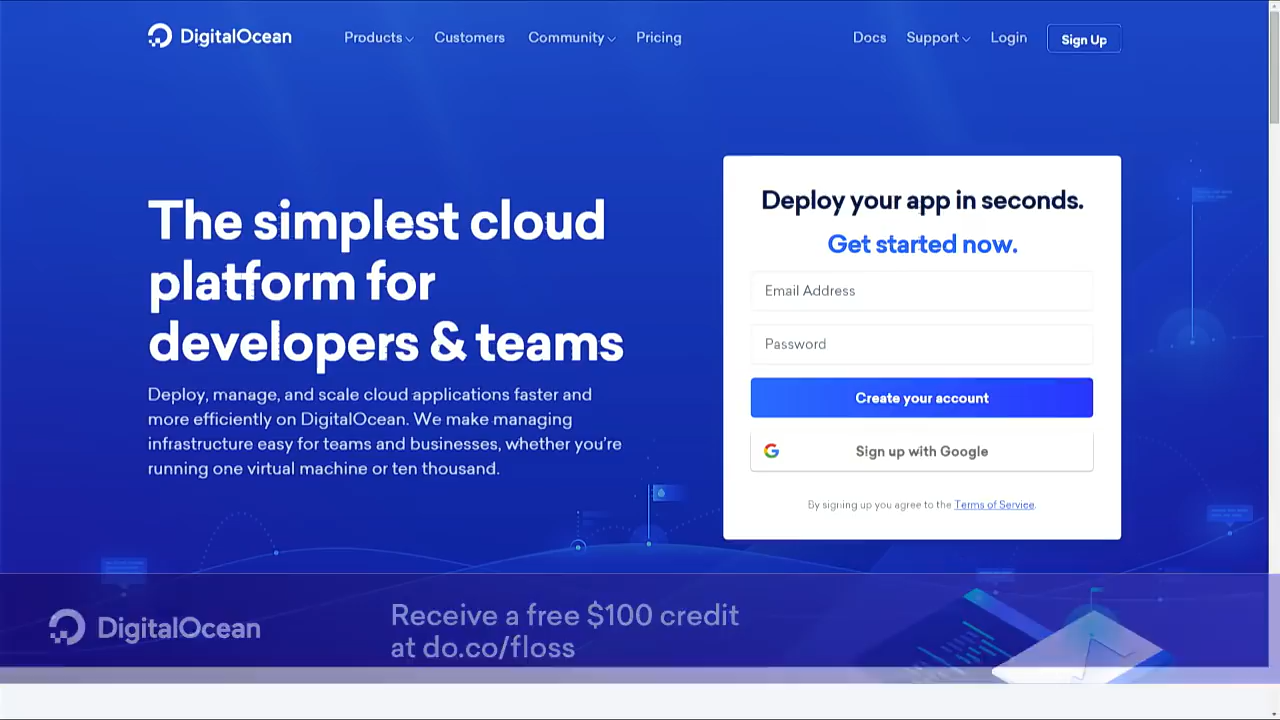 DigitalOcean
Products
Customers
Community
Pricing
Docs
Support
Login
Sign Up
The simplest cloud
platform for
developers & teams
Deploy, manage, and scale cloud applications faster and
more efficiently on DigitalOcean. We make managing
infrastructure easy for teams and businesses, whether you're
running one virtual machine or ten thousand.
Deploy your app in seconds.
Get started now.
Email Address
Password
Create your account
Sign up with Google
By signing up you agree to the Terms of Service.
DigitalOcean
Receive a free $100 credit
at do.co/floss